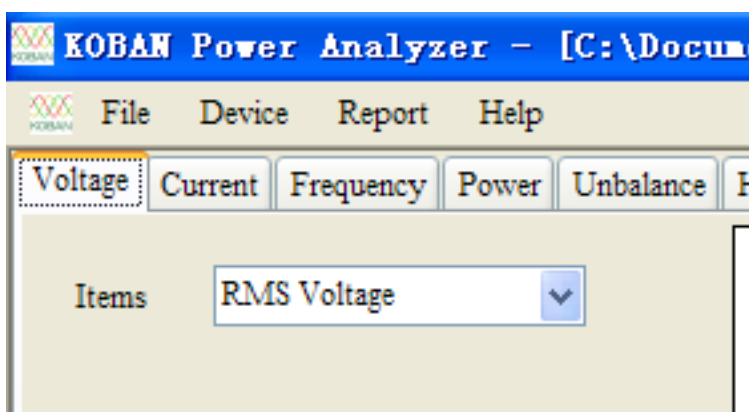 KOBAN Power Analyzer - [C:\Docum
KOBAN File Device Report Help
Voltage Current Frequency Power Unbalance
Items RMS Voltage